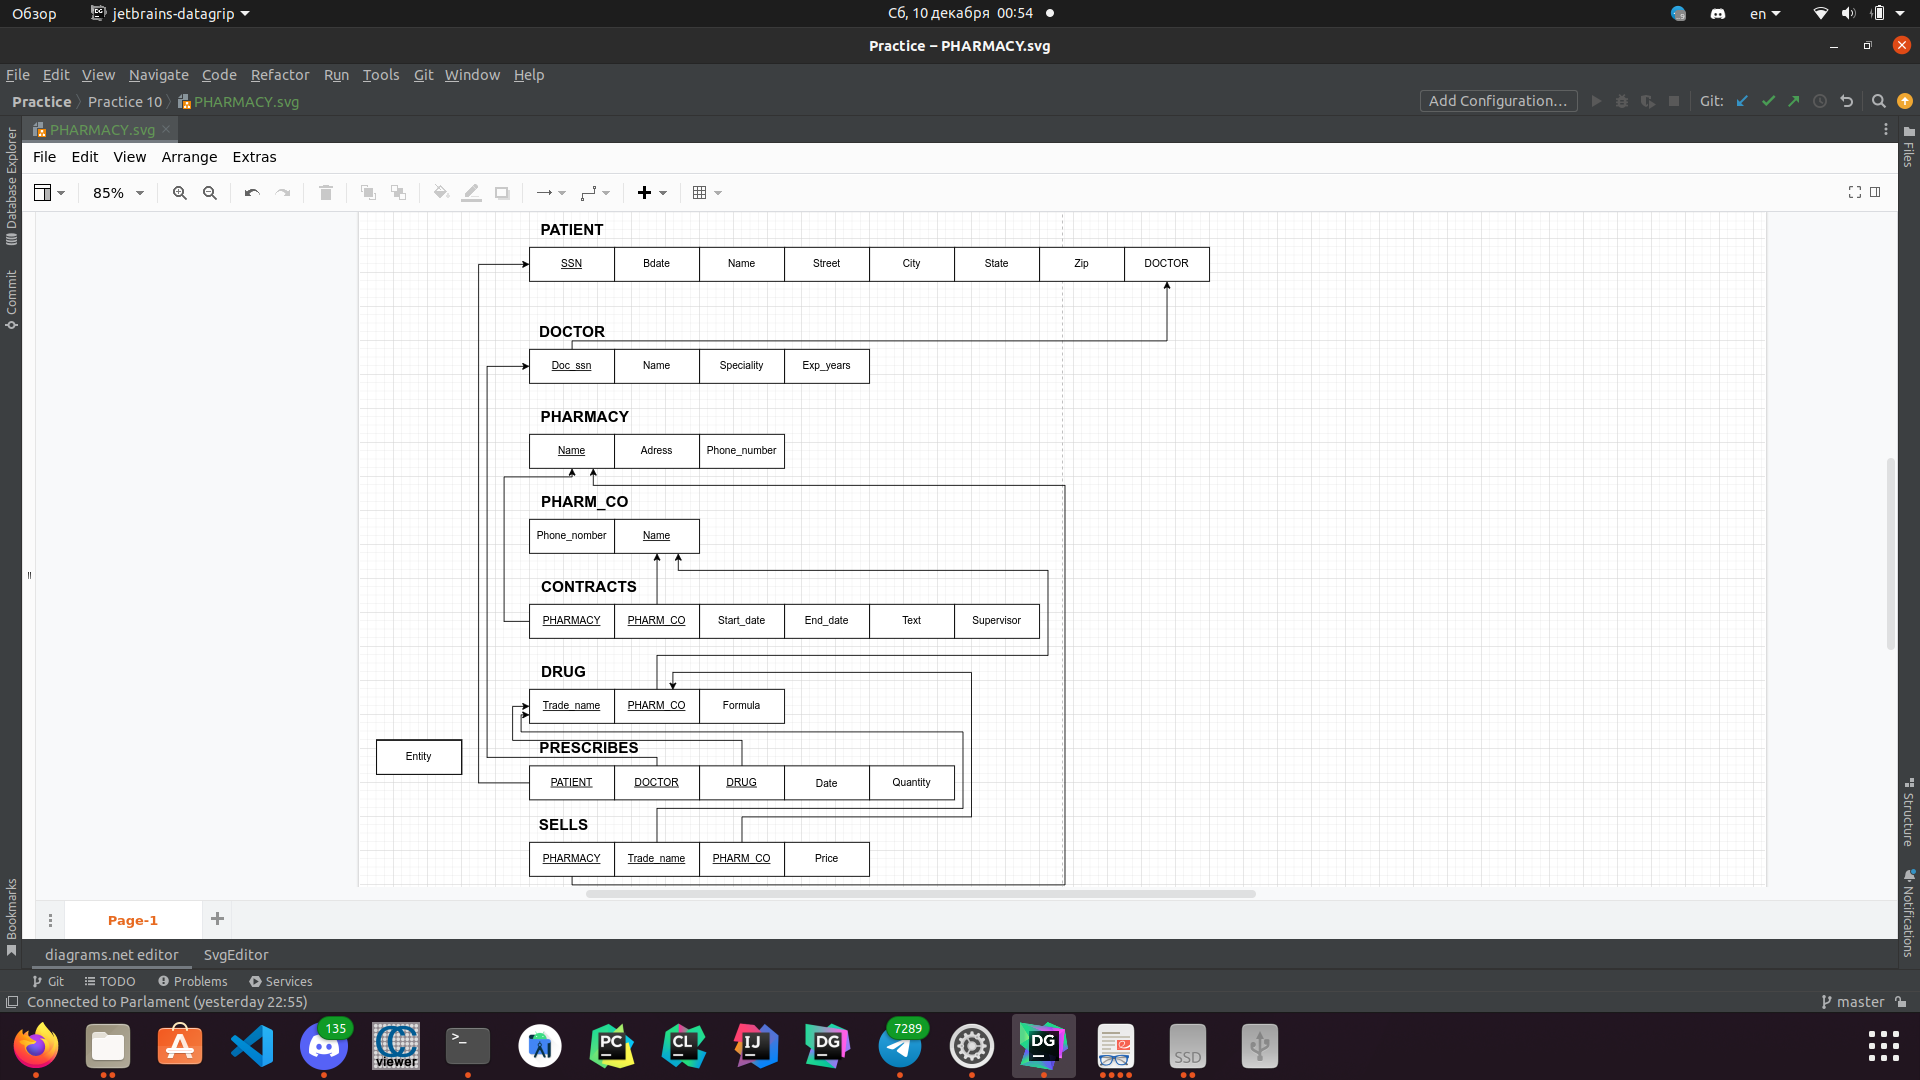 Обзор
jetbrains-datagrip
Сб, 10 декабря 00:54
en
Practice – PHARMACY.svg
File Edit View Navigate Code Refactor Run Tools Git Window Help
Practice Practice 10 PHARMACY.svg
Add Configuration...
Git:
PHARMACY.svg
File Edit View Arrange Extras
85%
Database Explorer
Commit
Bookmarks
Files
Structure
Notifications
PATIENT
SSN Bdate Name Street City State Zip DOCTOR
DOCTOR
Doc_ssn Name Speciality Exp_years
PHARMACY
Name Adress Phone_number
PHARM_CO
Phone_nomber Name
CONTRACTS
PHARMACY PHARM_CO Start_date End_date Text Supervisor
DRUG
Trade_name PHARM_CO Formula
Entity
PRESCRIBES
PATIENT DOCTOR DRUG Date Quantity
SELLS
PHARMACY Trade_name PHARM_CO Price
Page-1
diagrams.net editor SvgEditor
Git TODO Problems Services
Connected to Parlament (yesterday 22:55)
master
135
CCC
viewer
>_
PC
CL
IJ
DG
7289
DG
SSD